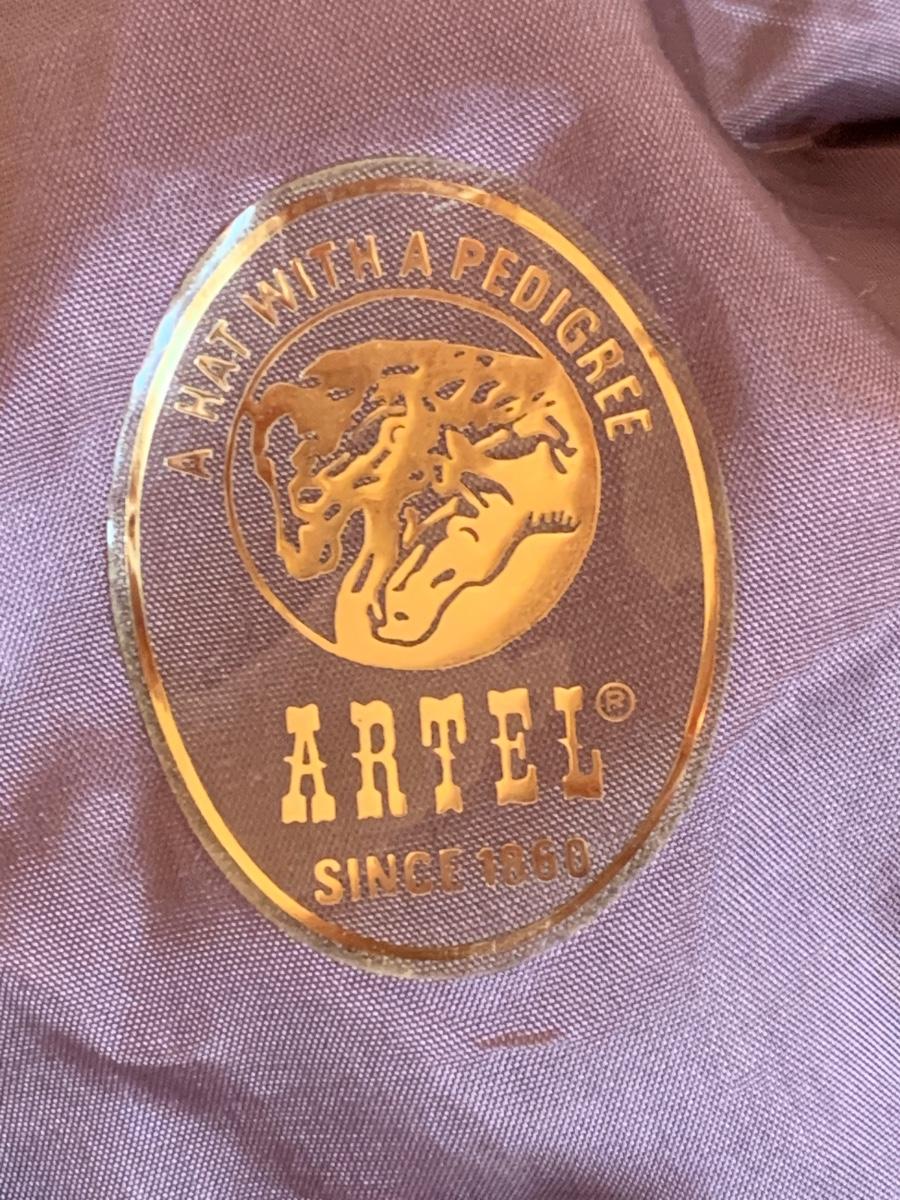 A HAT WITH A PEDIGREE
ARTEL®
SINCE 1860